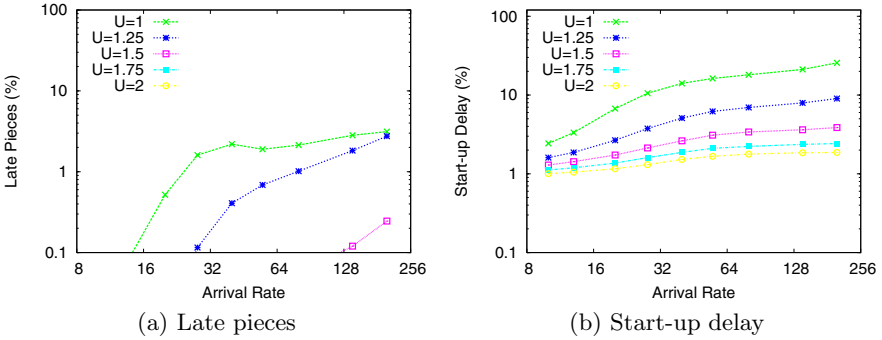 100
10
1
0.1
Late Pieces (%)
U=1
U=1.25
U=1.5
U=1.75
U=2
8 16 32 64 128 256
Arrival Rate
(a) Late pieces
100
10
1
0.1
Start-up Delay (%)
U=1
U=1.25
U=1.5
U=1.75
U=2
8 16 32 64 128 256
Arrival Rate
(b) Start-up delay